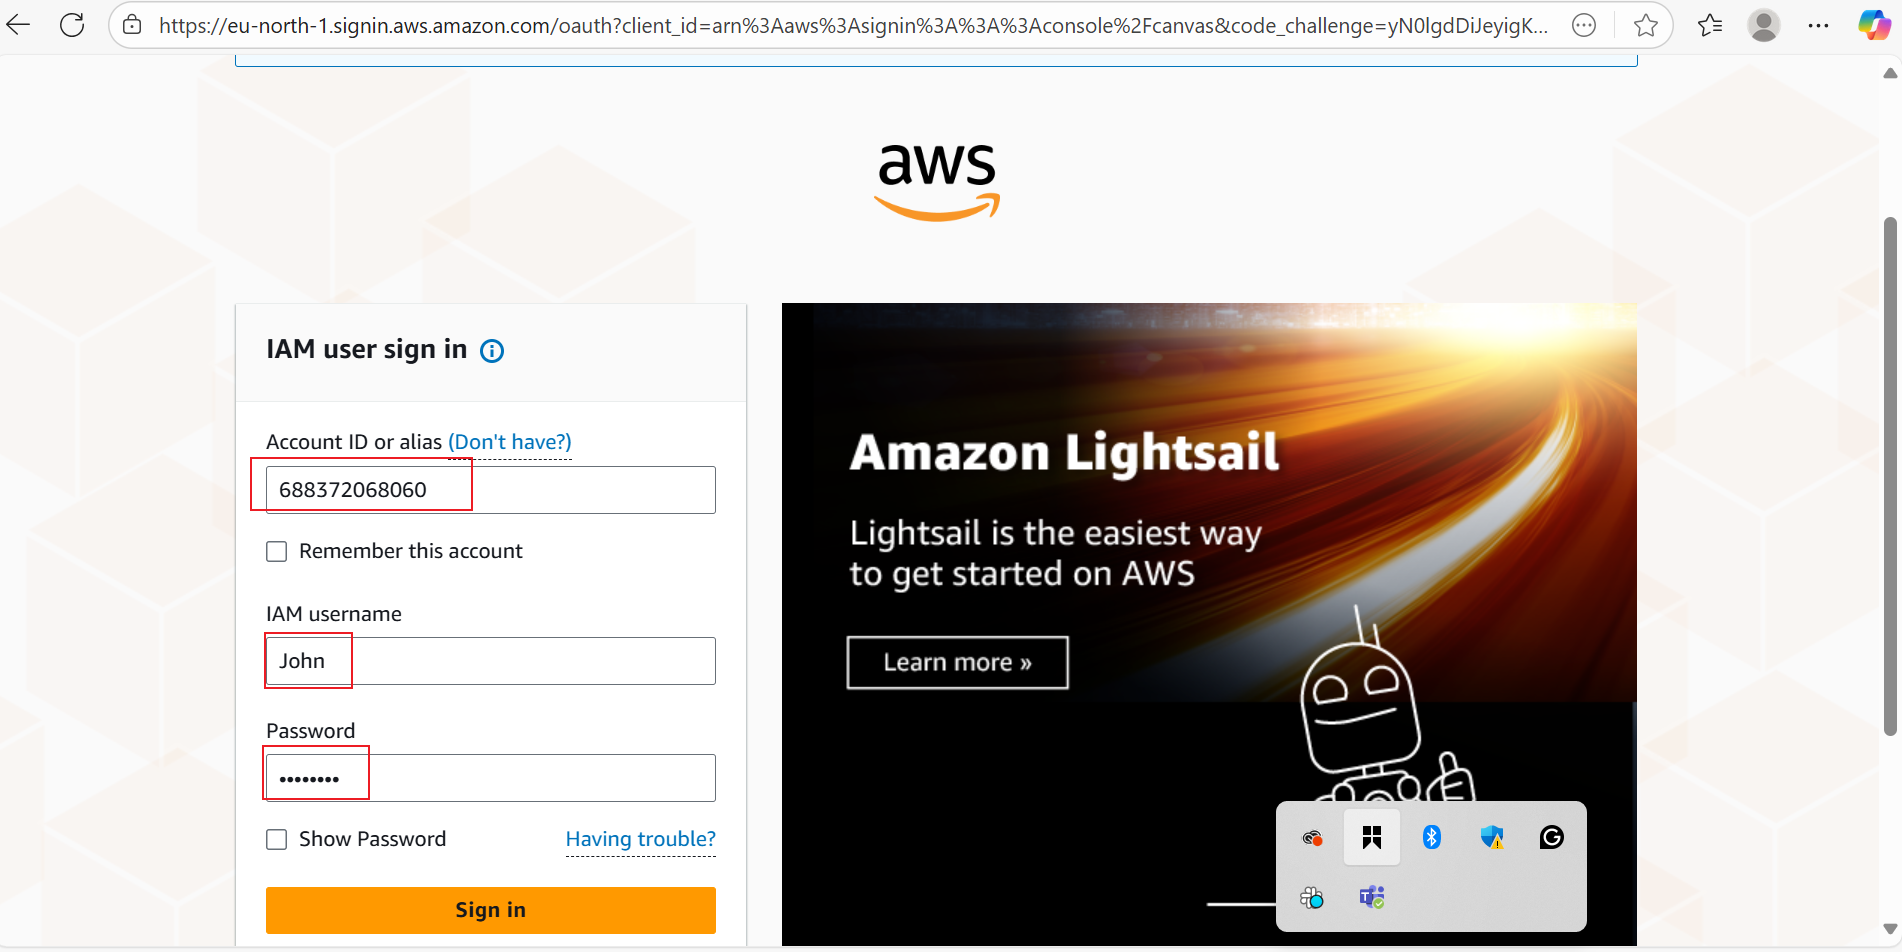 https://eu-north-1.signin.aws.amazon.com/oauth?client_id=arn%3Aaws%3Asignin%3A%3A%3Aconsole%2Fcanvas&code_challenge=yN0lgdDiJeyigK...
aws
IAM user sign in
Account ID or alias (Don't have?)
688372068060
Remember this account
IAM username
John
Password
••••••••
Show Password
Having trouble?
Sign in
Amazon Lightsail
Lightsail is the easiest way
to get started on AWS
Learn more »